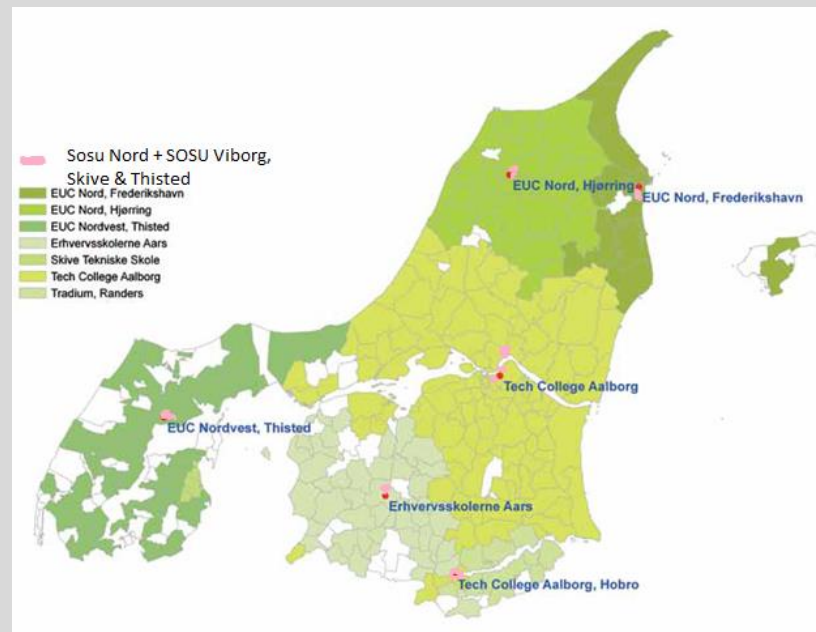 Sosu Nord + SOSU Viborg,
Skive & Thisted
EUC Nord, Frederikshavn
EUC Nord, Hjørring
EUC Nordvest, Thisted
Erhvervsskolerne Aars
Skive Tekniske Skole
Tech College Aalborg
Tradium, Randers
EUC Nord, Hjørring
EUC Nord, Frederikshavn
Tech College Aalborg
EUC Nordvest, Thisted
Erhvervsskolerne Aars
Tech College Aalborg, Hobro